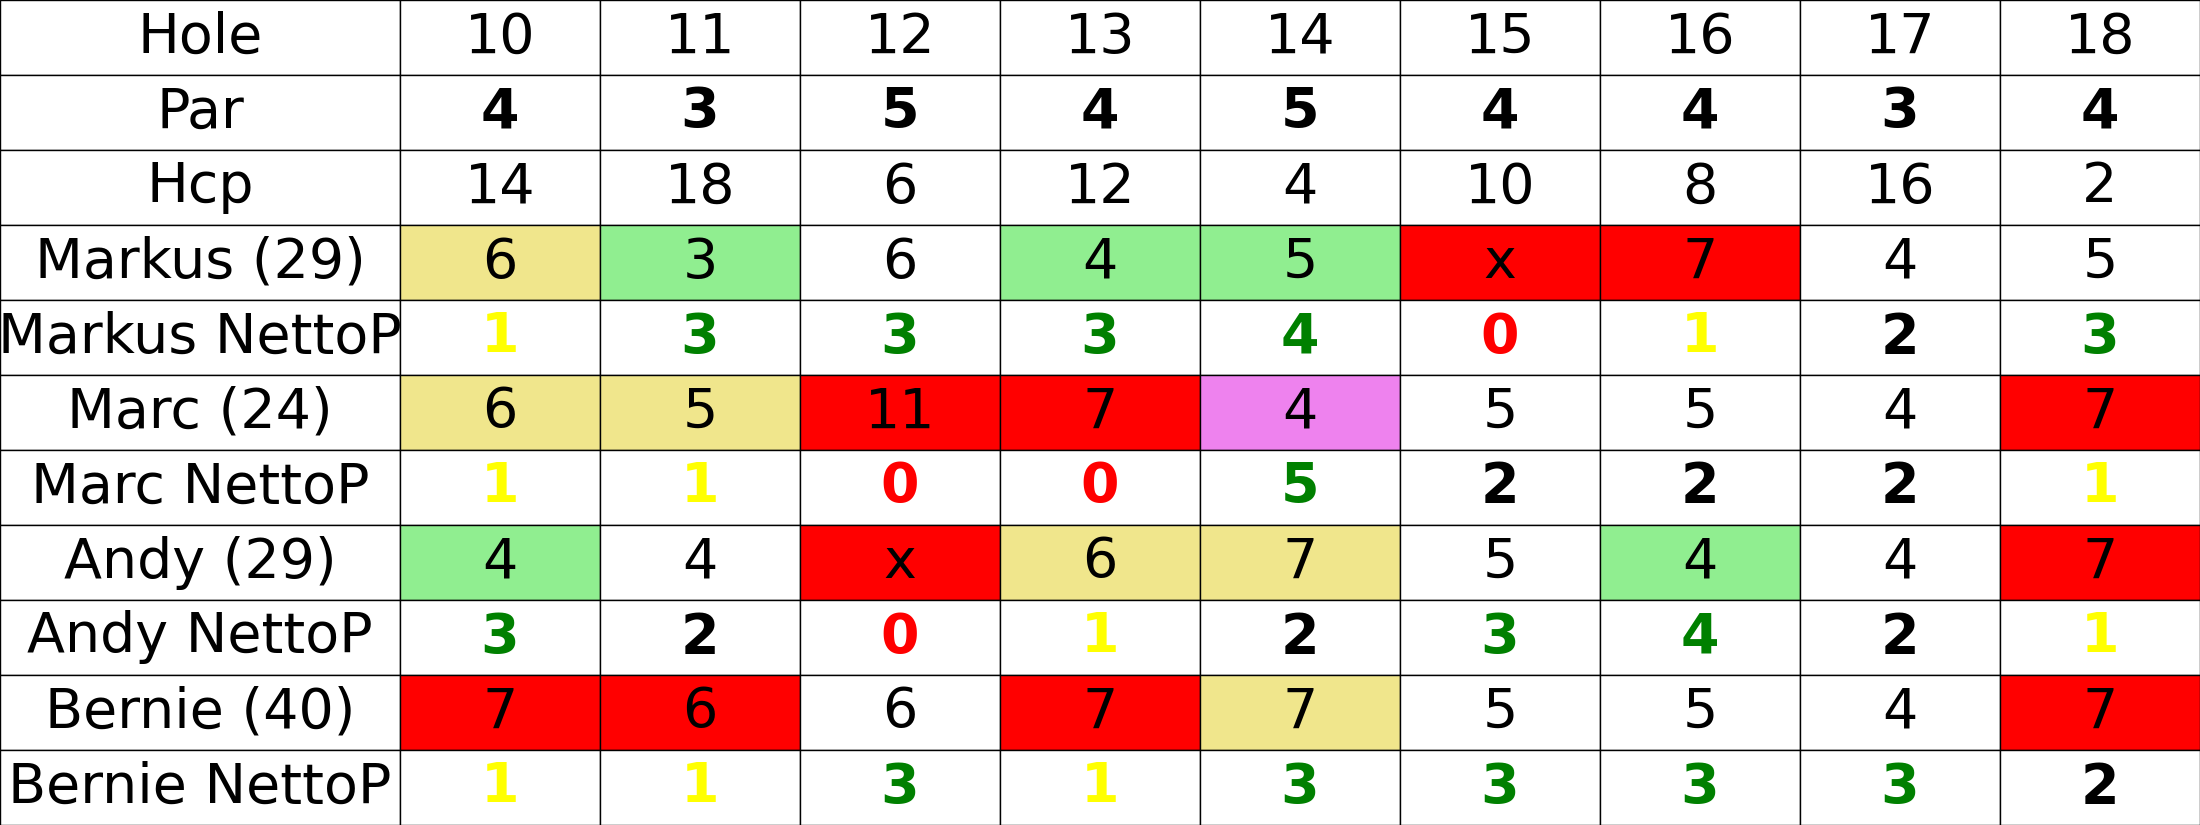 Hole 10 11 12 13 14 15 16 17 18
Par 4 3 5 4 5 4 4 3 4
Hcp 14 18 6 12 4 10 8 16 2
Markus (29) 6 3 6 4 5 x 7 4 5
Markus NettoP 1 3 3 3 4 0 1 2 3
Marc (24) 6 5 11 7 4 5 5 4 7
Marc NettoP 1 1 0 0 5 2 2 2 1
Andy (29) 4 4 x 6 7 5 4 4 7
Andy NettoP 3 2 0 1 2 3 4 2 1
Bernie (40) 7 6 6 7 7 5 5 4 7
Bernie NettoP 1 1 3 1 3 3 3 3 2